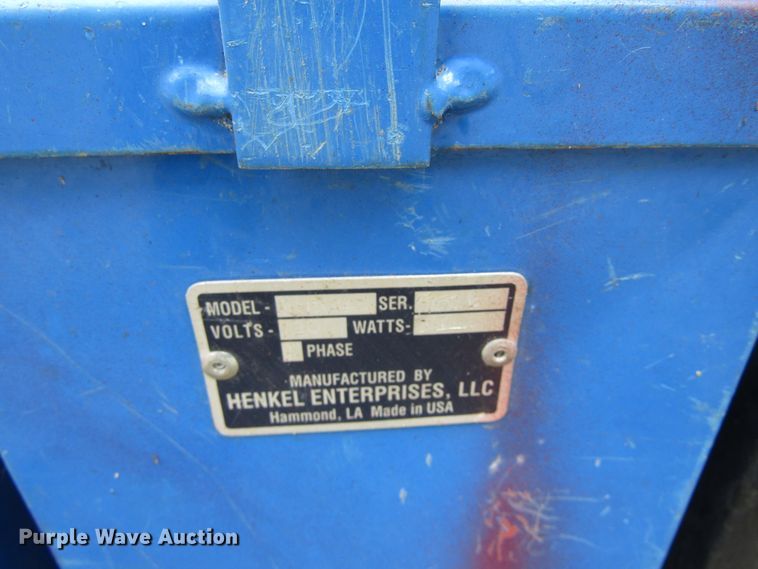 MODEL- SER.
VOLTS- WATTS-
PHASE
MANUFACTURED BY
HENKEL ENTERPRISES, LLC
Hammond, LA Made in USA
Purple Wave Auction